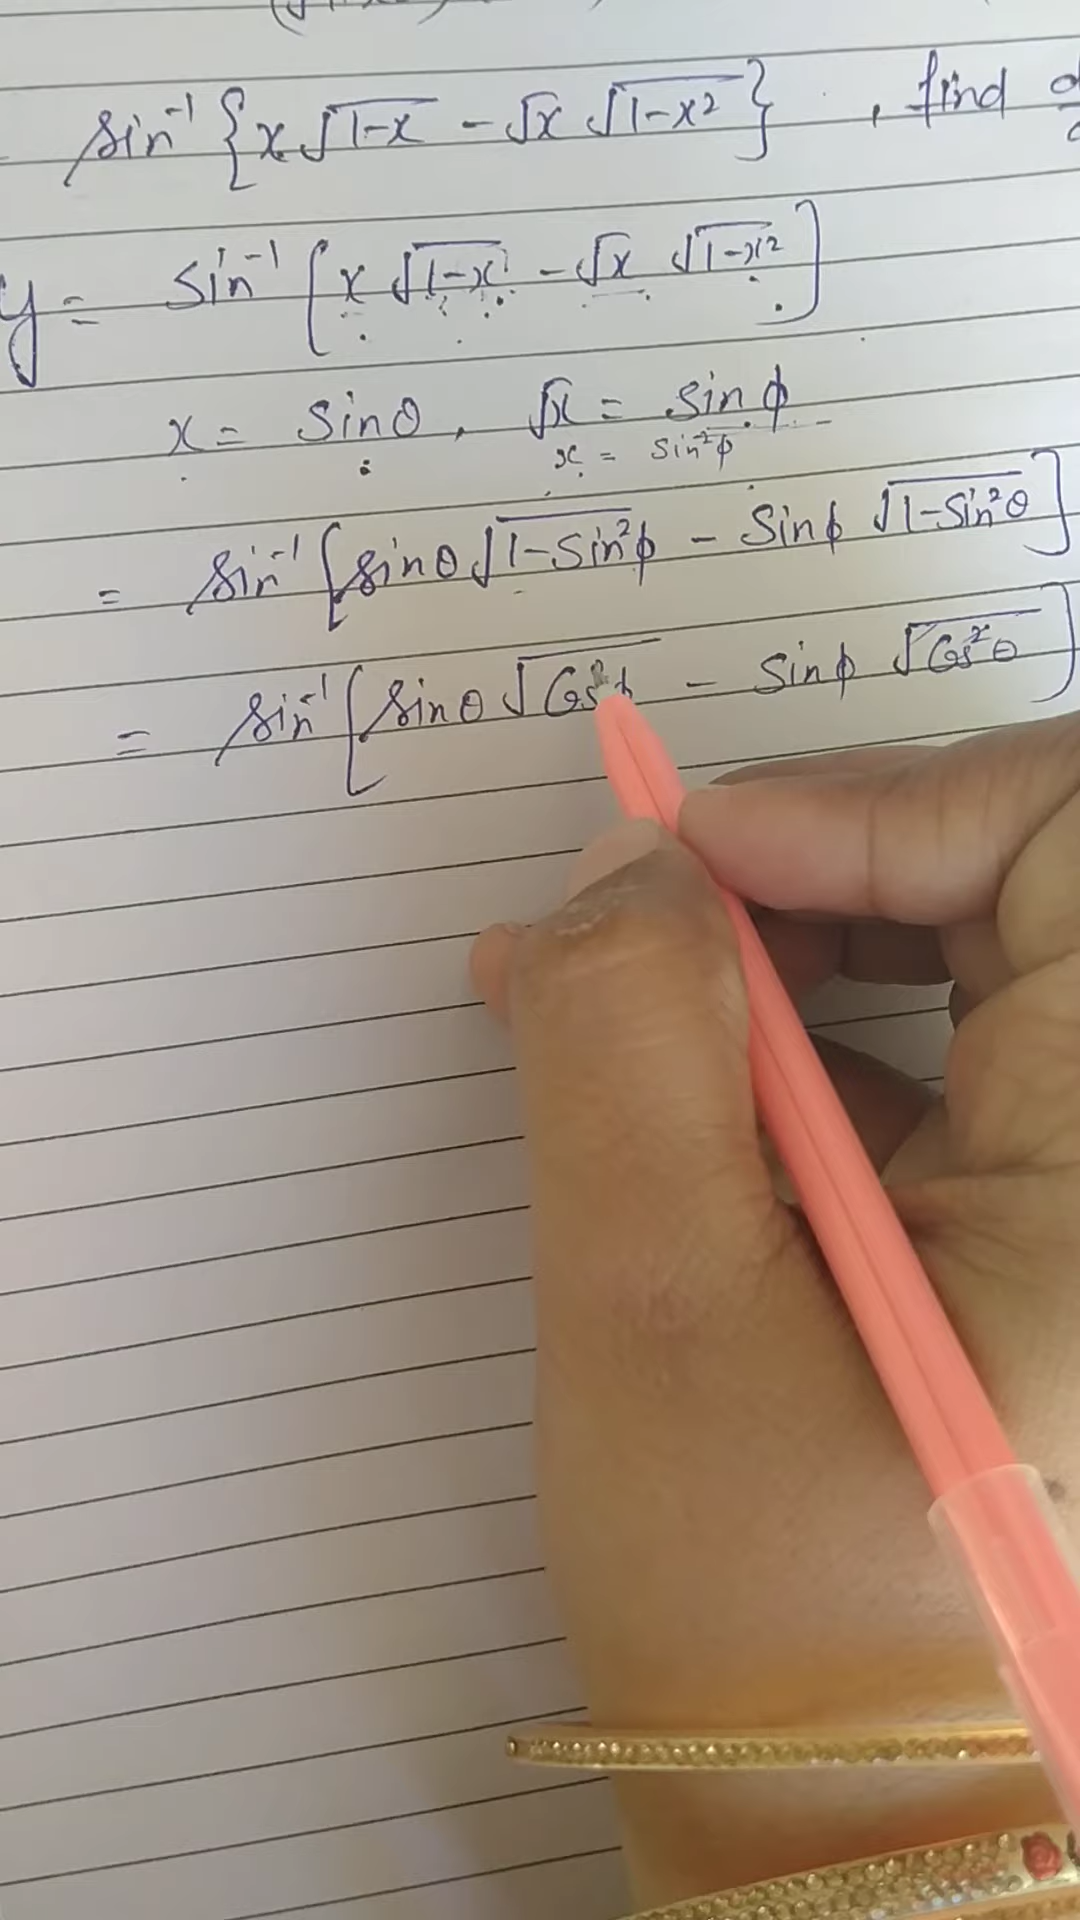 sin⁻¹ {x√(1-x) - √x √(1-x²)} , find
y = sin⁻¹ [x √(1-x) - √x √(1-x²)]
x = sinθ, √x = sin ϕ
x = sin²ϕ
= sin⁻¹ [sinθ √(1-sin²ϕ) - sinϕ √(1-sin²θ)]
= sin⁻¹ [sinθ √(cos²ϕ) - sinϕ √(cos²θ)]